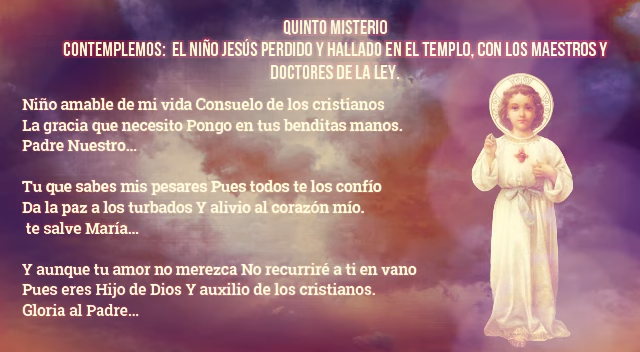 QUINTO MISTERIO
CONTEMPLEMOS: EL NIÑO JESÚS PERDIDO Y HALLADO EN EL TEMPLO, CON LOS MAESTROS Y
DOCTORES DE LA LEY.
Niño amable de mi vida Consuelo de los cristianos
La gracia que necesito Pongo en tus benditas manos.
Padre Nuestro...
Tu que sabes mis pesares Pues todos te los confío
Da la paz a los turbados Y alivio al corazón mío.
te salve María...
Y aunque tu amor no merezca No recurriré a ti en vano
Pues eres Hijo de Dios Y auxilio de los cristianos.
Gloria al Padre...